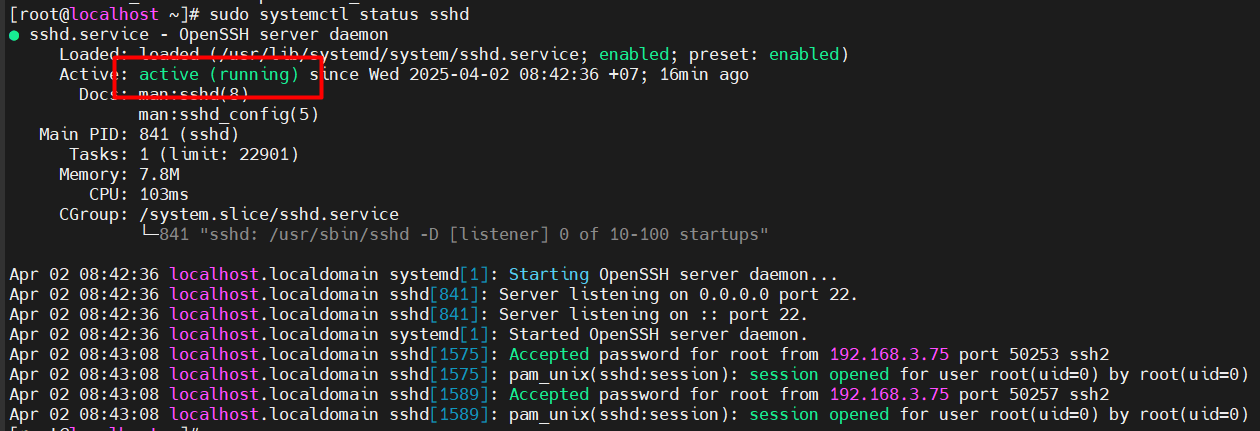 [root@localhost ~]# sudo systemctl status sshd
● sshd.service - OpenSSH server daemon
Loaded: loaded (/usr/lib/systemd/system/sshd.service; enabled; preset: enabled)
Active: active (running) since Wed 2025-04-02 08:42:36 +07; 16min ago
Docs: man:sshd(8)
man:sshd_config(5)
Main PID: 841 (sshd)
Tasks: 1 (limit: 22901)
Memory: 7.8M
CPU: 103ms
CGroup: /system.slice/sshd.service
└─841 "sshd: /usr/sbin/sshd -D [listener] 0 of 10-100 startups"
Apr 02 08:42:36 localhost.localdomain systemd[1]: Starting OpenSSH server daemon...
Apr 02 08:42:36 localhost.localdomain sshd[841]: Server listening on 0.0.0.0 port 22.
Apr 02 08:42:36 localhost.localdomain sshd[841]: Server listening on :: port 22.
Apr 02 08:42:36 localhost.localdomain systemd[1]: Started OpenSSH server daemon.
Apr 02 08:43:08 localhost.localdomain sshd[1575]: Accepted password for root from 192.168.3.75 port 50253 ssh2
Apr 02 08:43:08 localhost.localdomain sshd[1575]: pam_unix(sshd:session): session opened for user root(uid=0) by root(uid=0)
Apr 02 08:43:08 localhost.localdomain sshd[1589]: Accepted password for root from 192.168.3.75 port 50257 ssh2
Apr 02 08:43:08 localhost.localdomain sshd[1589]: pam_unix(sshd:session): session opened for user root(uid=0) by root(uid=0)